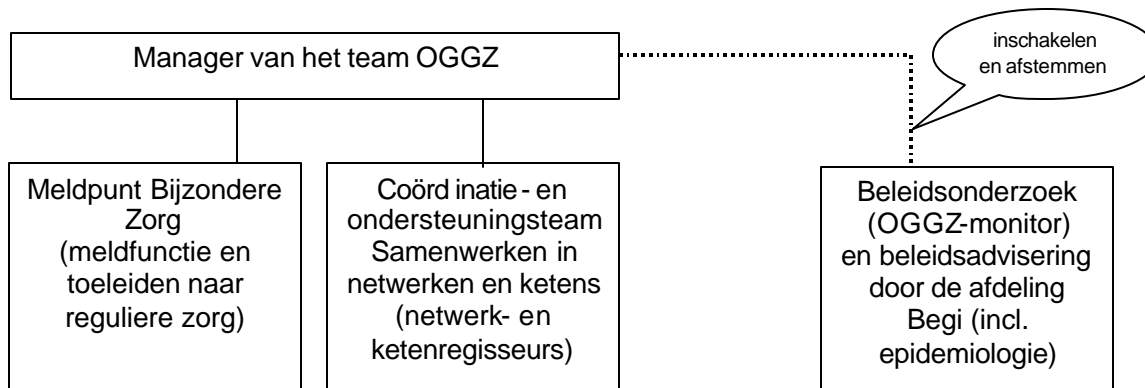 Manager van het team OGGZ
inschakelen
en afstemmen
Meldpunt Bijzondere
Zorg
(meldfunctie en
toeleiden naar
reguliere zorg)
Coörd inatie - en
ondersteuningsteam
Samenwerken in
netwerken en ketens
(netwerk- en
ketenregisseurs)
Beleidsonderzoek
(OGGZ-monitor)
en beleidsadvisering
door de afdeling
Begi (incl.
epidemiologie)